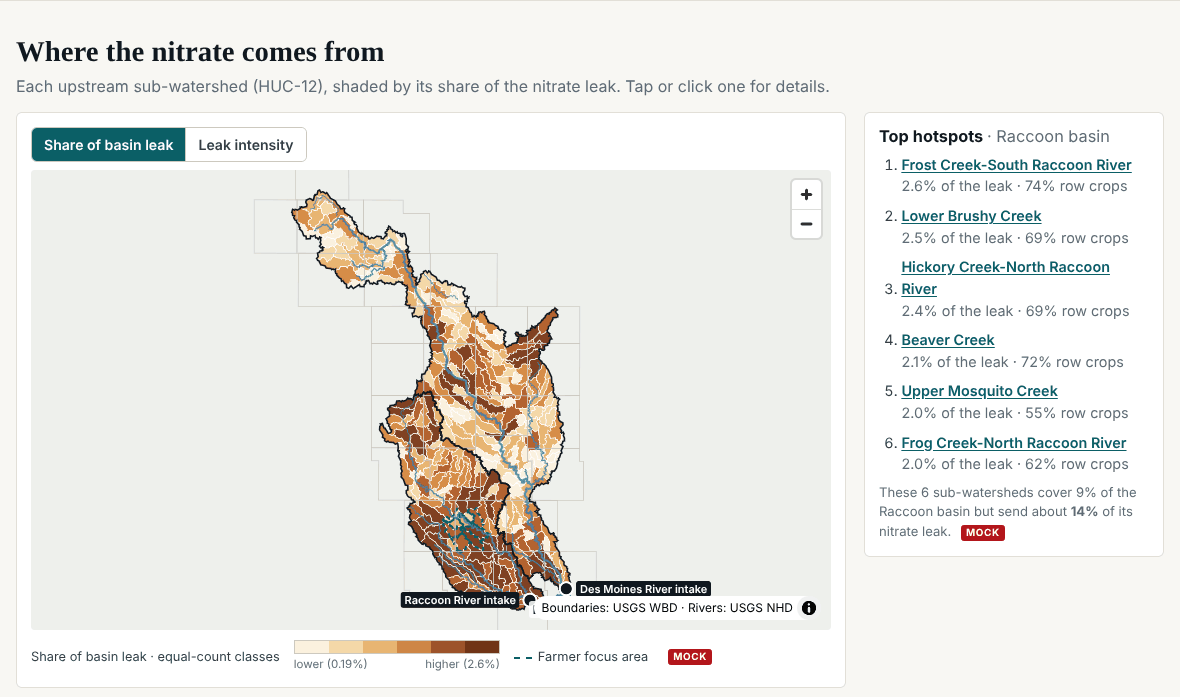 Where the nitrate comes from
Each upstream sub-watershed (HUC-12), shaded by its share of the nitrate leak. Tap or click one for details.
Share of basin leak
Leak intensity
+
−
Raccoon River intake
Des Moines River intake
Boundaries: USGS WBD · Rivers: USGS NHD
Share of basin leak · equal-count classes
lower (0.19%)
higher (2.6%)
Farmer focus area
MOCK
Top hotspots · Raccoon basin
1. Frost Creek-South Raccoon River
2.6% of the leak · 74% row crops
2. Lower Brushy Creek
2.5% of the leak · 69% row crops
Hickory Creek-North Raccoon
3. River
2.4% of the leak · 69% row crops
4. Beaver Creek
2.1% of the leak · 72% row crops
5. Upper Mosquito Creek
2.0% of the leak · 55% row crops
6. Frog Creek-North Raccoon River
2.0% of the leak · 62% row crops
These 6 sub-watersheds cover 9% of the
Raccoon basin but send about 14% of its
nitrate leak. MOCK